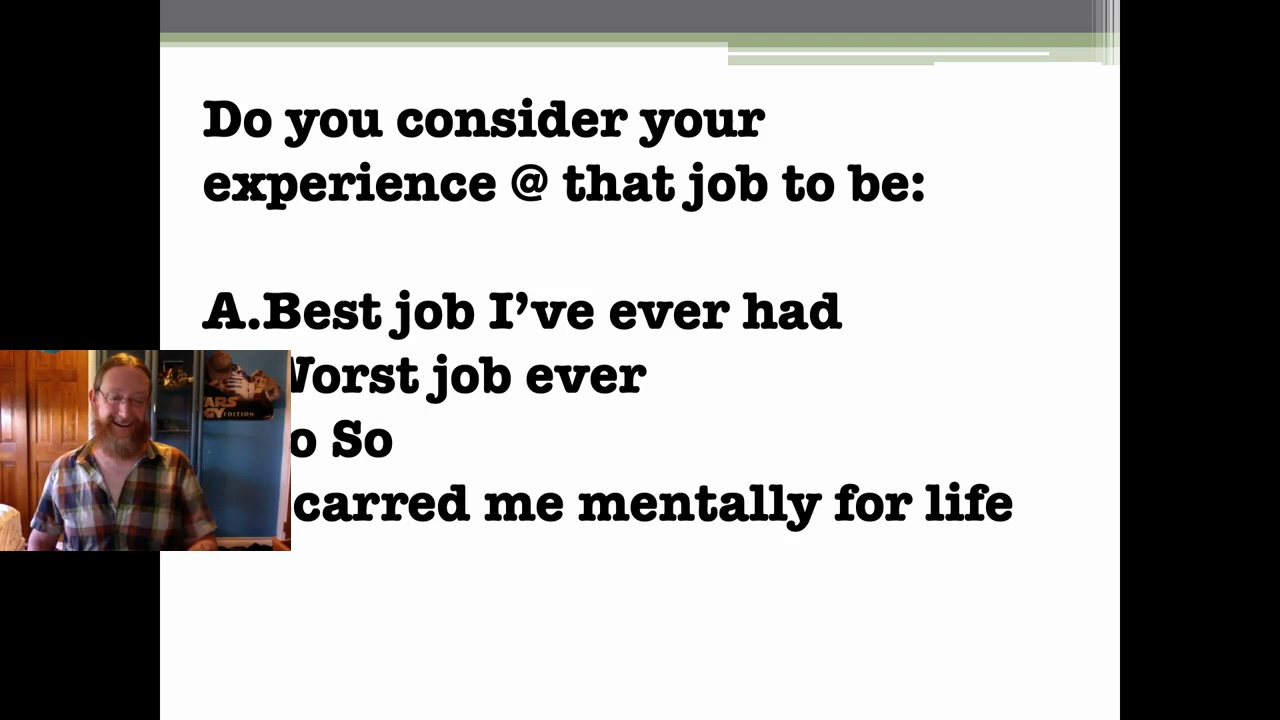 Do you consider your
experience @ that job to be:
A.Best job I've ever had
Worst job ever
So
me mentally for life
EDITION